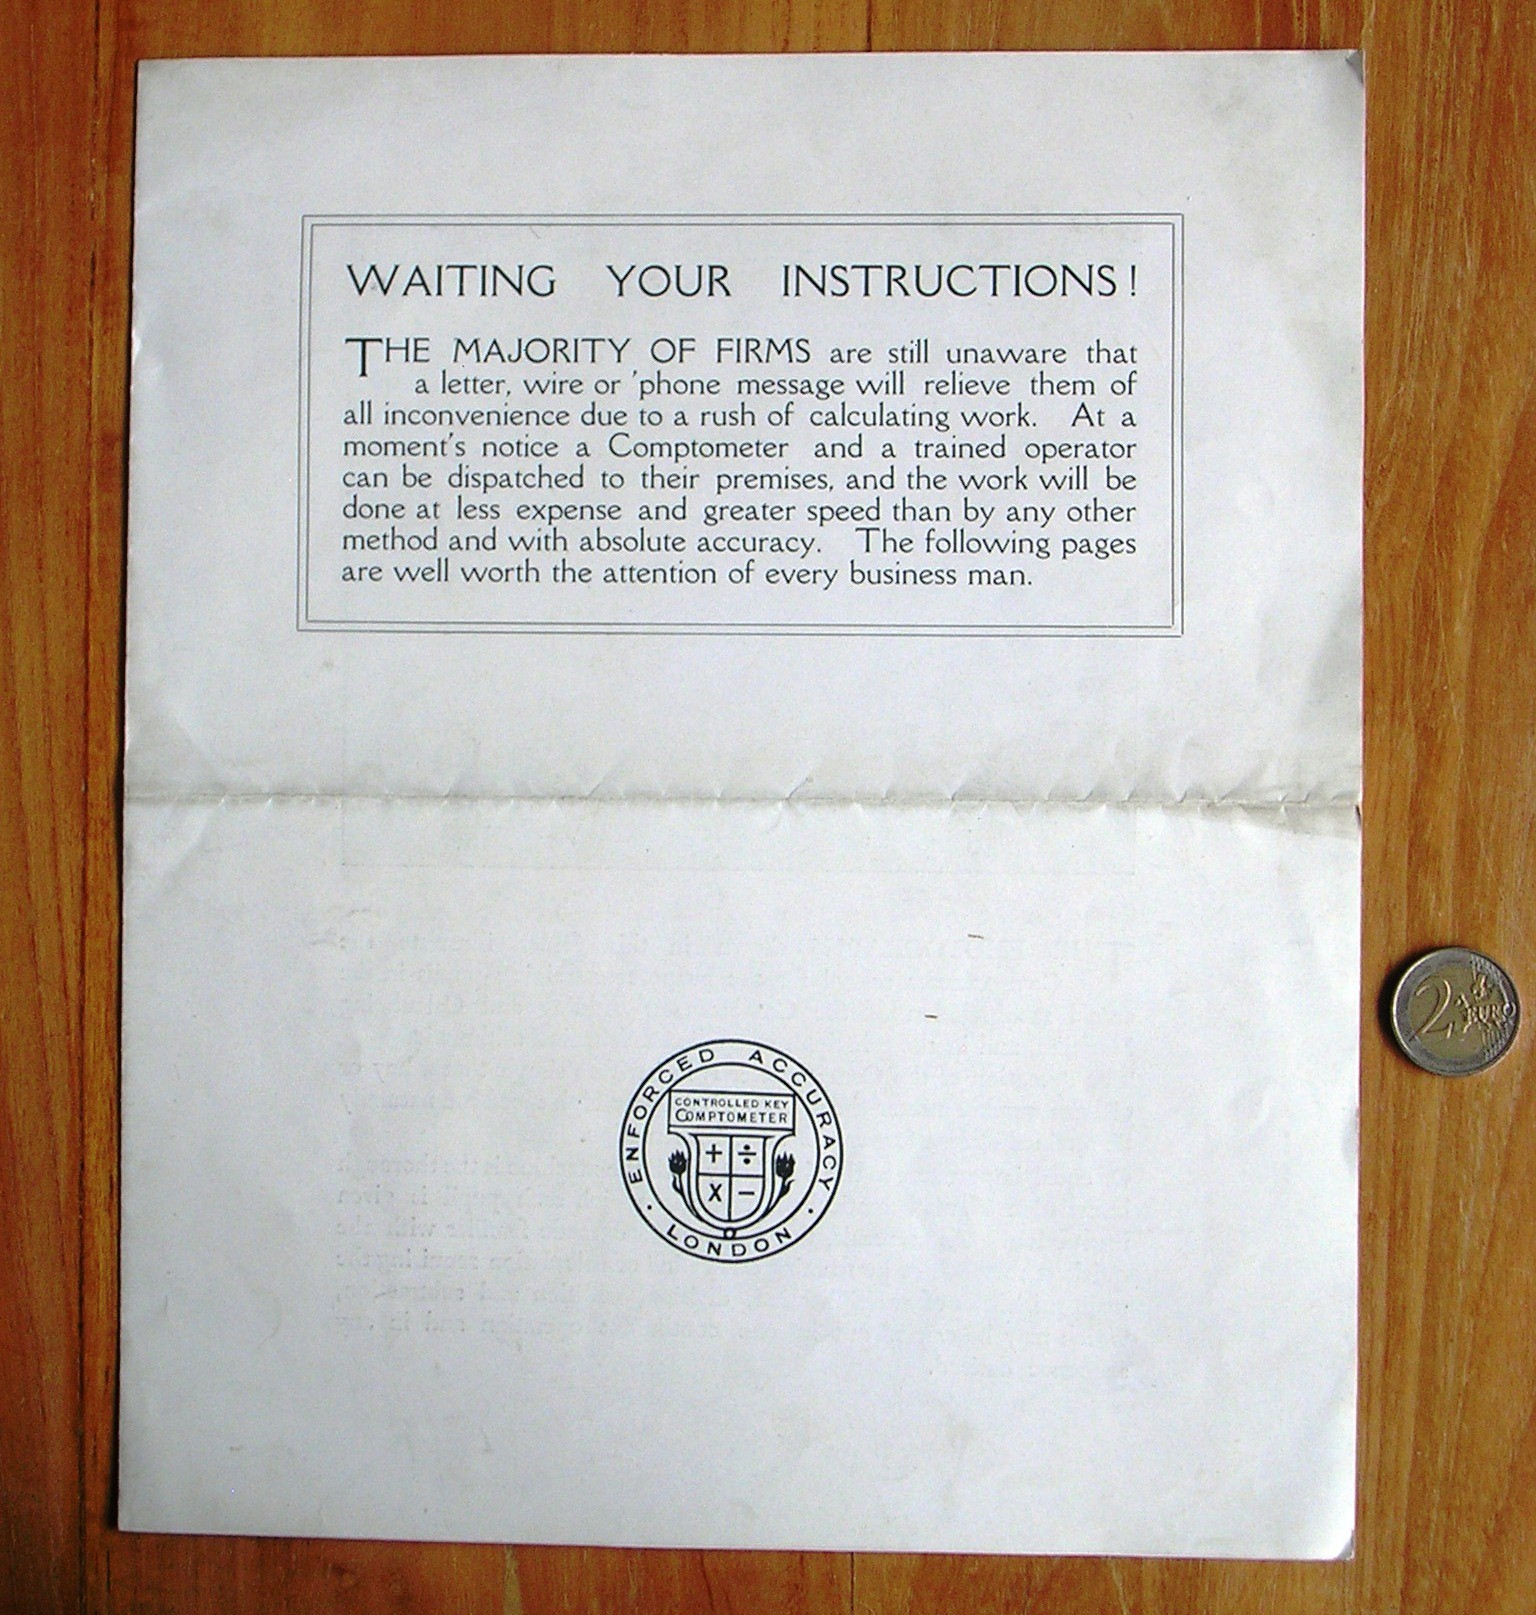 WAITING YOUR INSTRUCTIONS!
THE MAJORITY OF FIRMS are still unaware that
a letter, wire or 'phone message will relieve them of
all inconvenience due to a rush of calculating work. At a
moment's notice a Comptometer and a trained operator
can be dispatched to their premises, and the work will be
done at less expense and greater speed than by any other
method and with absolute accuracy. The following pages
are well worth the attention of every business man.
ENFORCED ACCURACY
CONTROLLED-KEY
COMPTOMETER
+ ÷
X −
· LONDON ·
2 EURO